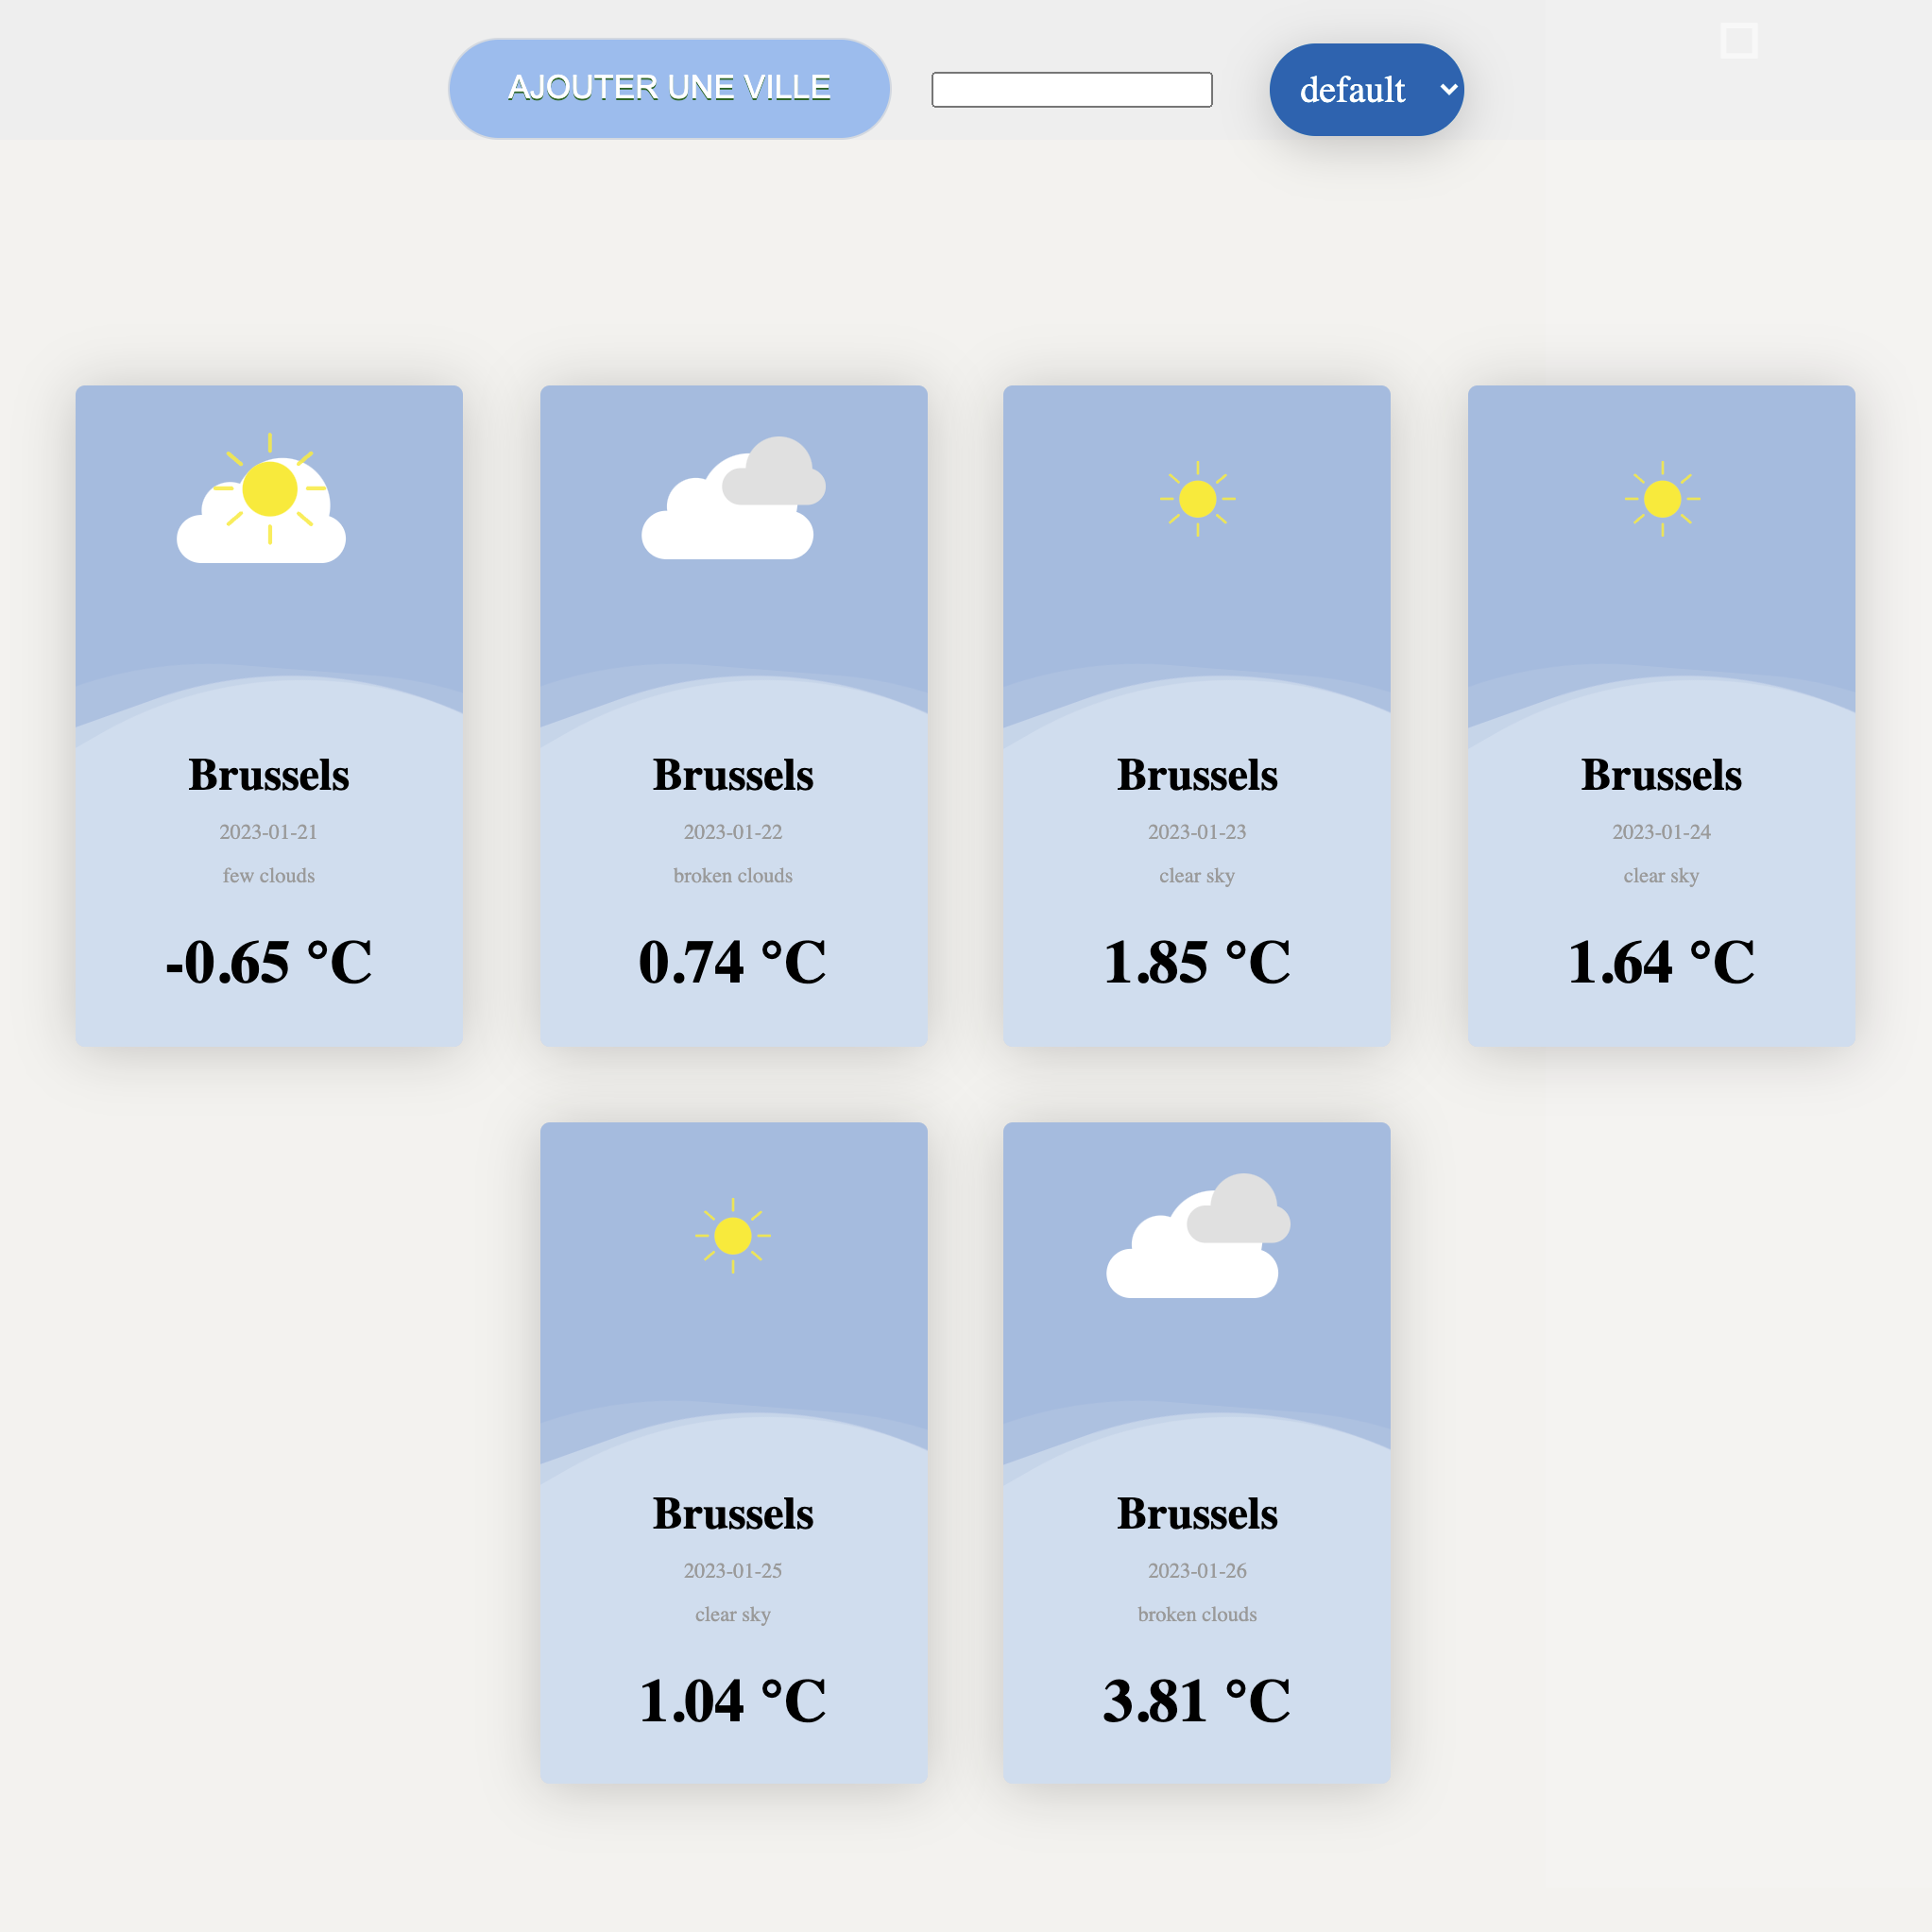 AJOUTER UNE VILLE
default
Brussels
2023-01-21
few clouds
-0.65 °C
Brussels
2023-01-22
broken clouds
0.74 °C
Brussels
2023-01-23
clear sky
1.85 °C
Brussels
2023-01-24
clear sky
1.64 °C
Brussels
2023-01-25
clear sky
1.04 °C
Brussels
2023-01-26
broken clouds
3.81 °C